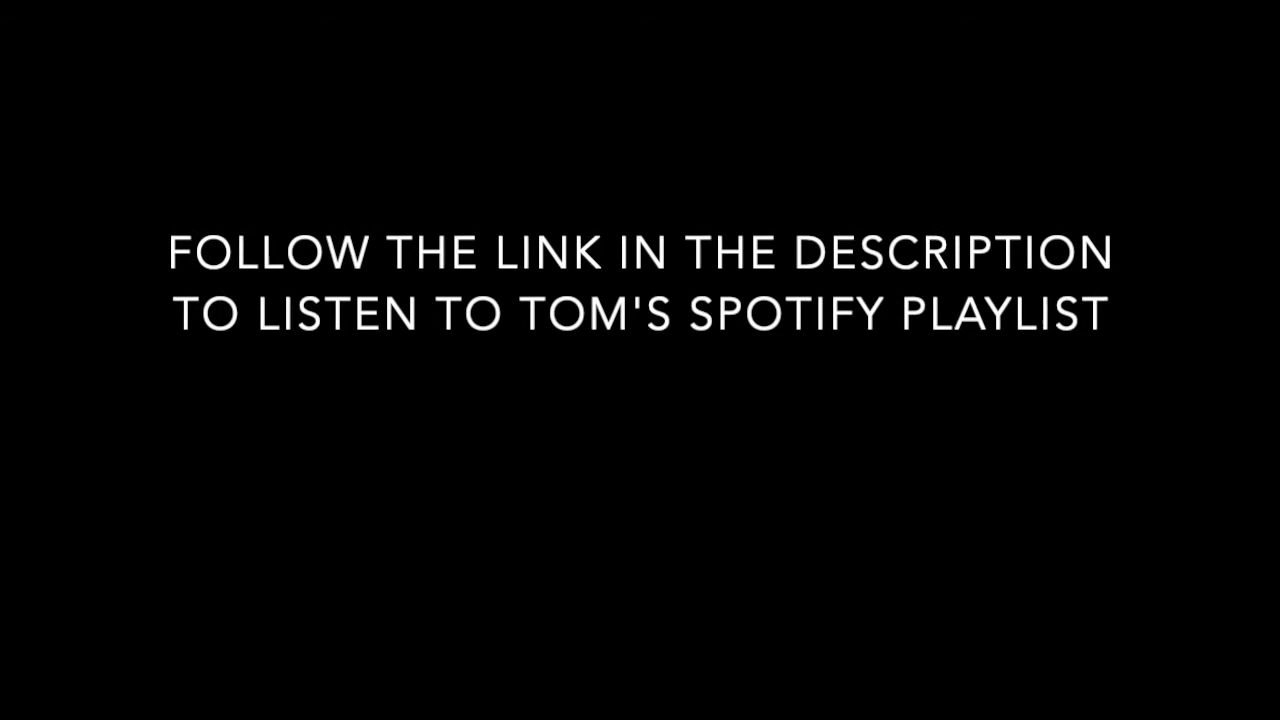 FOLLOW THE LINK IN THE DESCRIPTION
TO LISTEN TO TOM'S SPOTIFY PLAYLIST